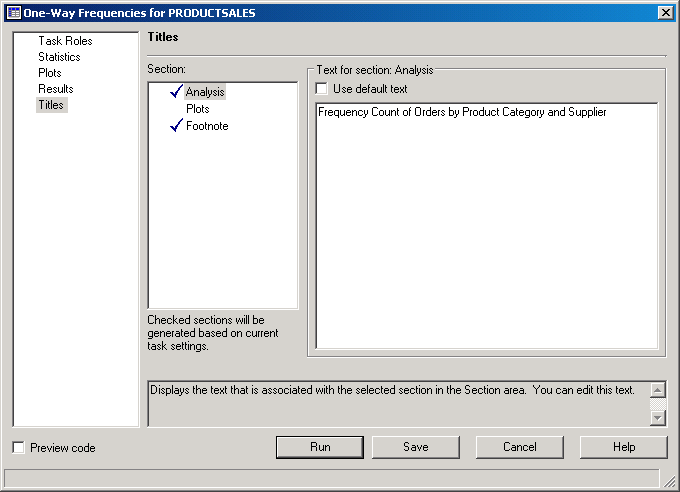 One-Way Frequencies for PRODUCTSALES
Task Roles
Statistics
Plots
Results
Titles
Titles
Section:
Analysis
Plots
Footnote
Checked sections will be
generated based on current
task settings.
Text for section: Analysis
Use default text
Frequency Count of Orders by Product Category and Supplier
Displays the text that is associated with the selected section in the Section area.  You can edit this text.
Preview code
Run
Save
Cancel
Help